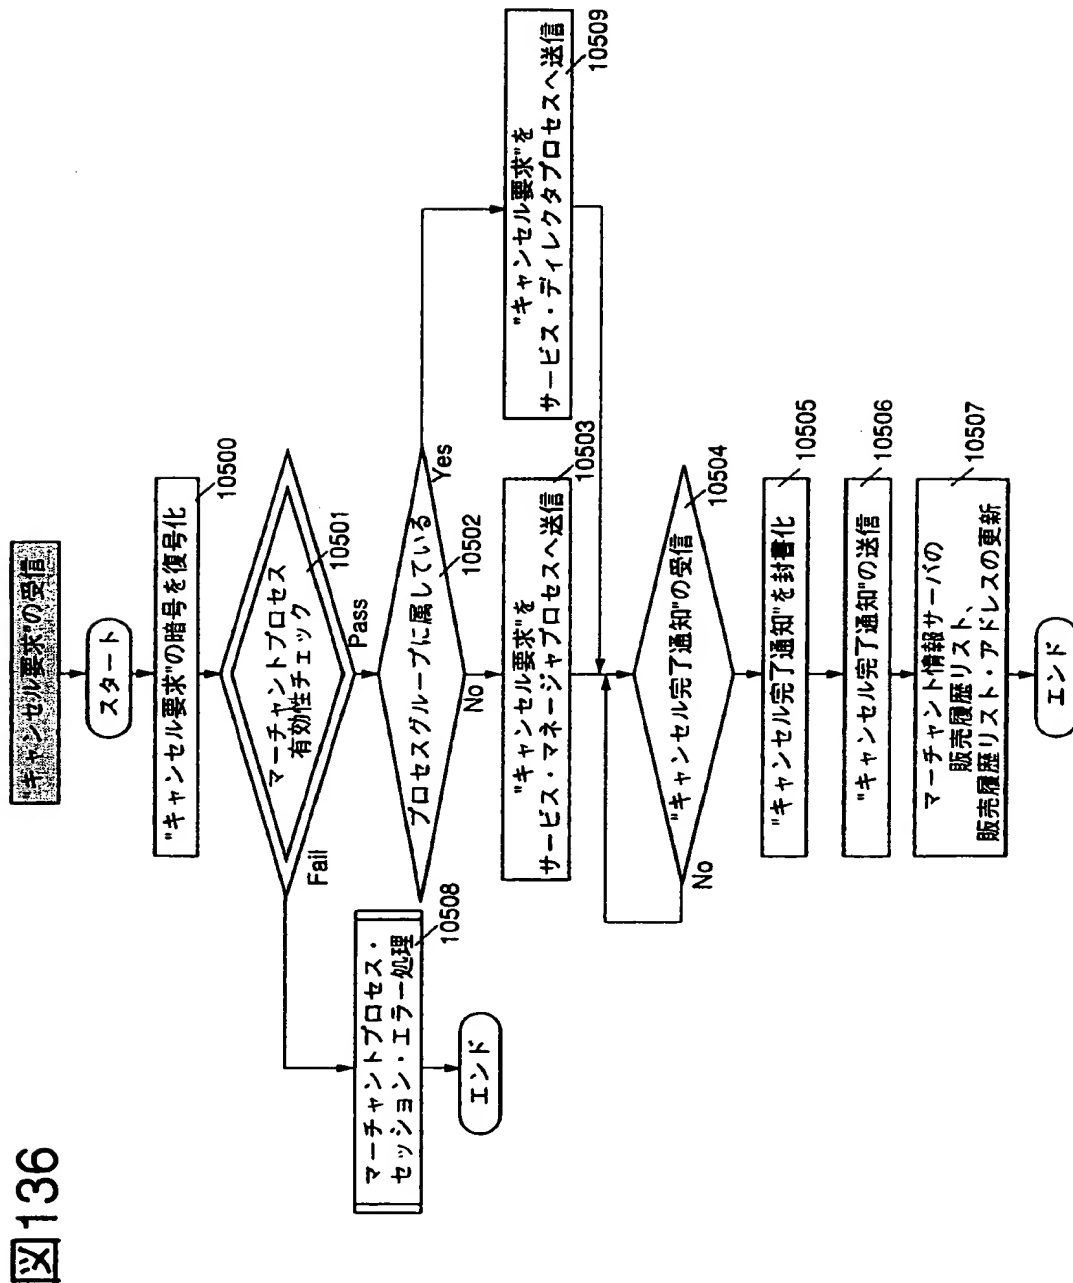 図136
"キャンセル要求"の受信
スタート
"キャンセル要求"の暗号を復号化
10500
マーチャントプロセス
有効性チェック
10501
Fail
Pass
プロセスグループに属している
10502
Yes
No
"キャンセル要求"を
サービス・マネージャプロセスへ送信
10503
"キャンセル完了通知"の受信
10504
No
"キャンセル完了通知"を封書化
10505
"キャンセル完了通知"の送信
10506
マーチャント情報サーバの
販売履歴リスト、
販売履歴リスト・アドレスの更新
10507
エンド
マーチャントプロセス・
セッション・エラー処理
10508
エンド
"キャンセル要求"を
サービス・ディレクタプロセスへ送信
10509